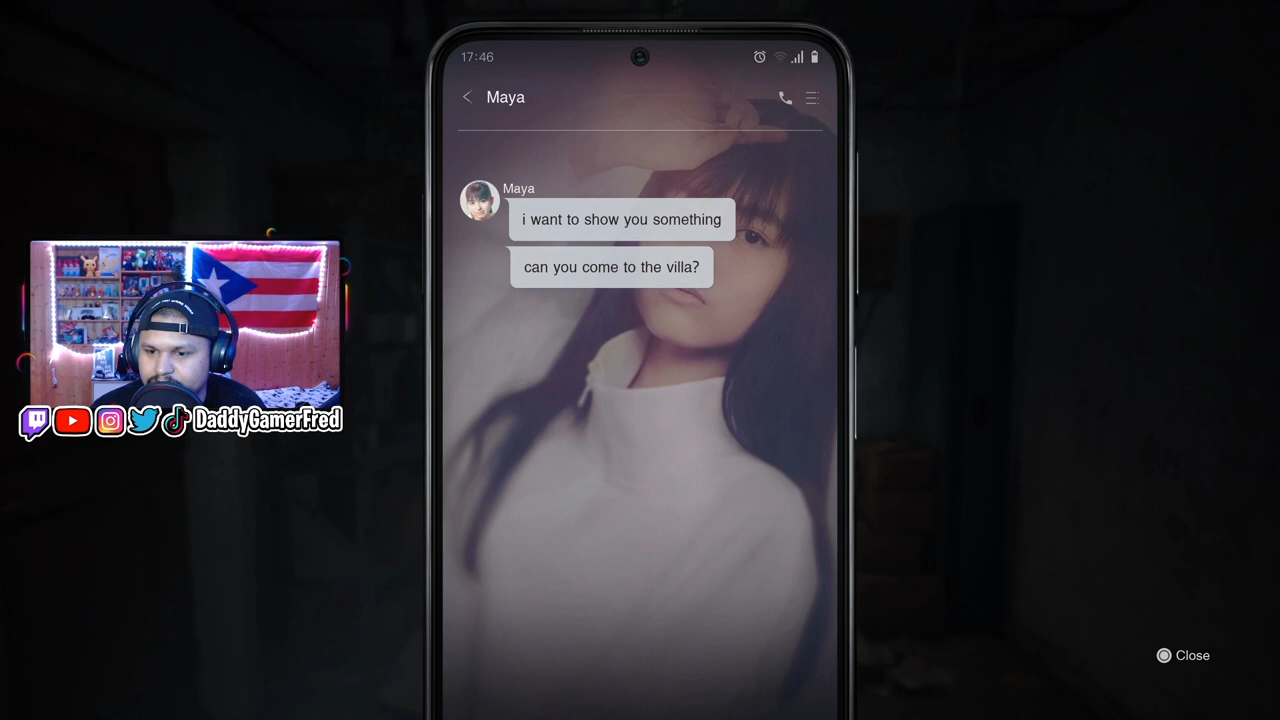 17:46
Maya
Maya
i want to show you something
can you come to the villa?
DaddyGamerFred
Close